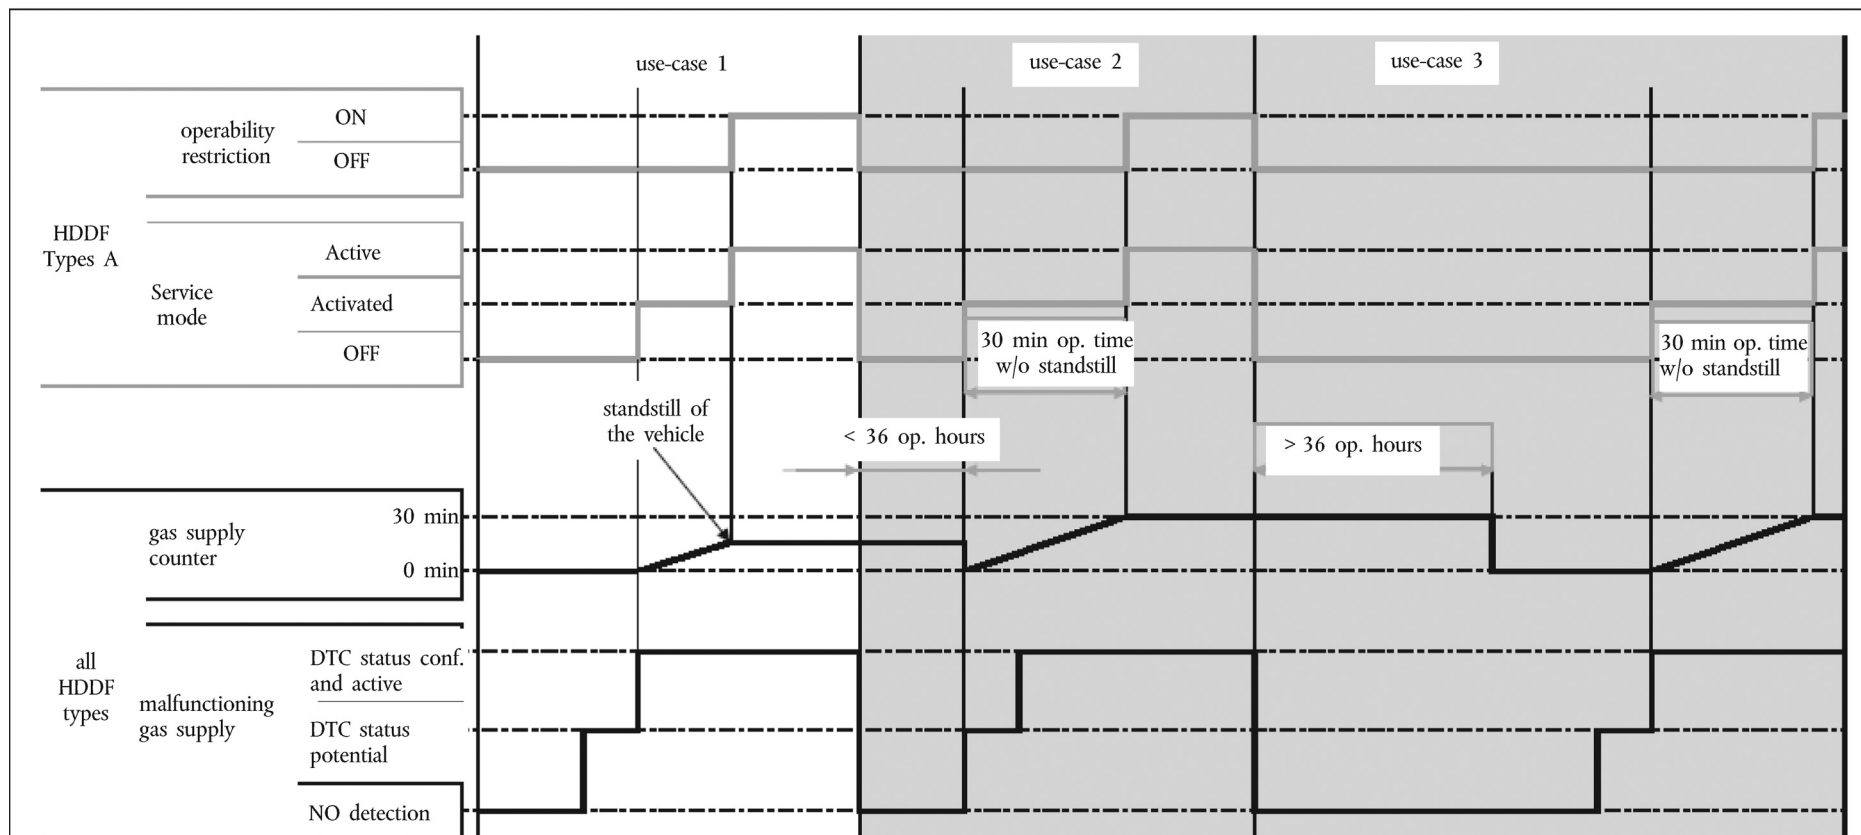 use-case 1
use-case 2
use-case 3
HDDF
Types A
operability
restriction
ON
OFF
Service
mode
Active
Activated
OFF
30 min op. time
w/o standstill
30 min op. time
w/o standstill
standstill of
the vehicle
< 36 op. hours
> 36 op. hours
all
HDDF
types
gas supply
counter
30 min
0 min
malfunctioning
gas supply
DTC status conf.
and active
DTC status
potential
NO detection